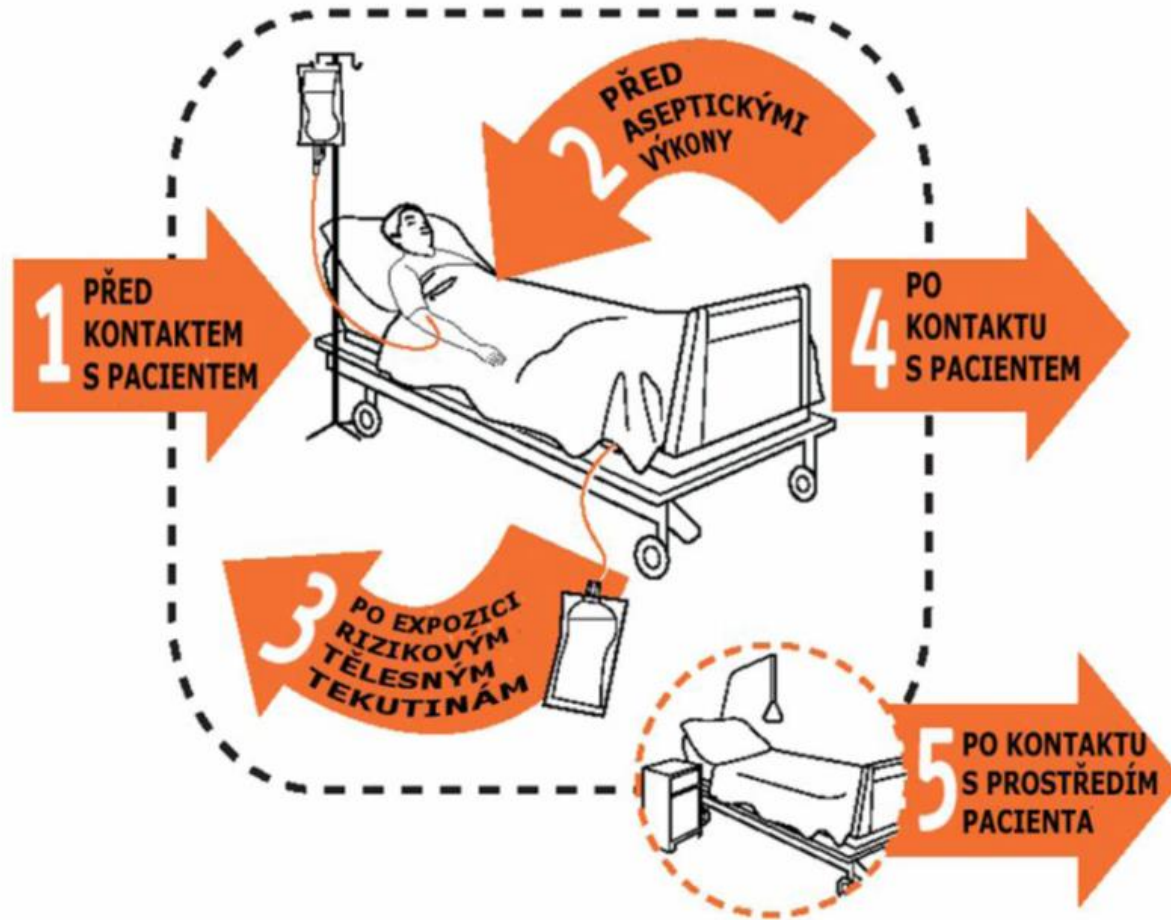 1
PŘED
KONTAKTEM
S PACIENTEM
2
PŘED
ASEPTICKÝMI
VÝKONY
3
PO EXPOZICI
RIZIKOVÝM
TĚLESNÝM
TEKUTINÁM
4
PO
KONTAKTU
S PACIENTEM
5
PO KONTAKTU
S PROSTŘEDÍM
PACIENTA